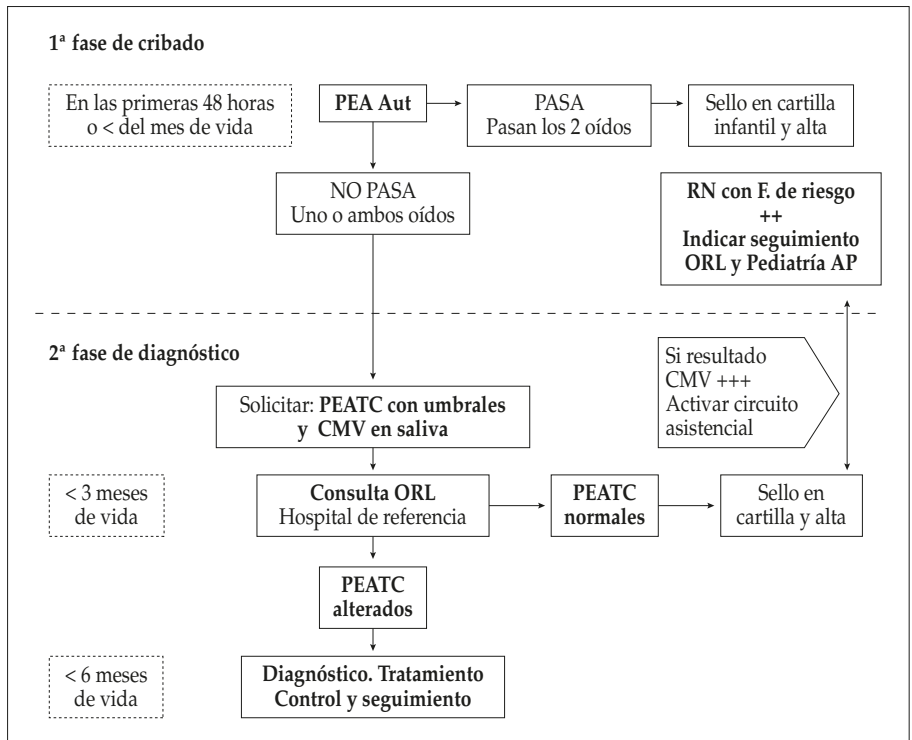 1ª fase de cribado
En las primeras 48 horas
o < del mes de vida
PEA Aut
PASA
Pasan los 2 oídos
Sello en cartilla
infantil y alta
NO PASA
Uno o ambos oídos
RN con F. de riesgo
++
Indicar seguimiento
ORL y Pediatría AP
2ª fase de diagnóstico
Si resultado
CMV +++
Activar circuito
asistencial
Solicitar: PEATC con umbrales
y CMV en saliva
< 3 meses
de vida
Consulta ORL
Hospital de referencia
PEATC
normales
Sello en
cartilla y alta
PEATC
alterados
< 6 meses
de vida
Diagnóstico. Tratamiento
Control y seguimiento